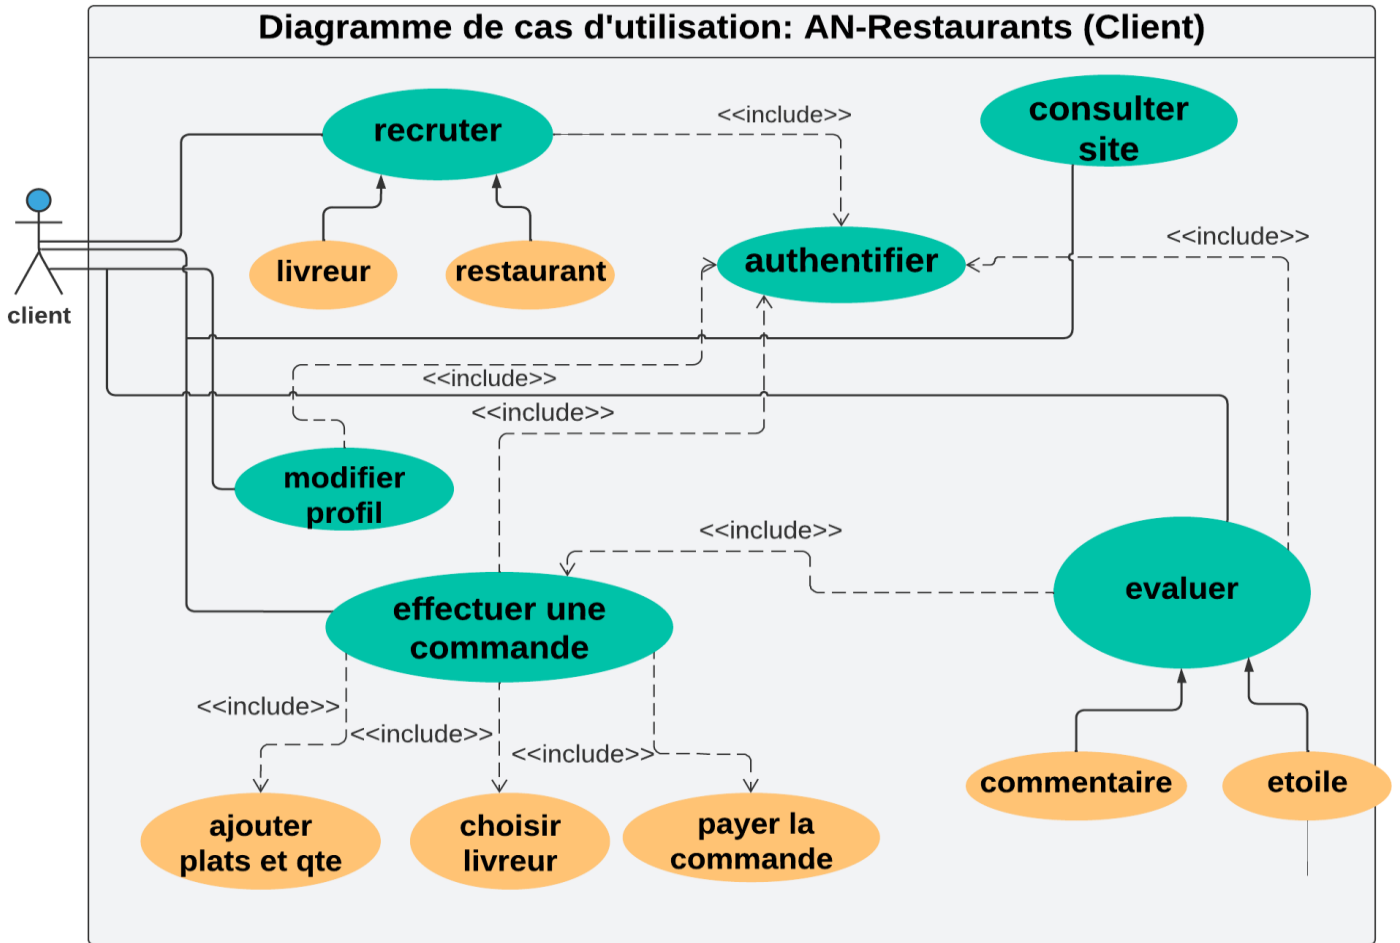 Diagramme de cas d'utilisation: AN-Restaurants (Client)
recruter
<<include>>
consulter
site
client
livreur
restaurant
authentifier
<<include>>
<<include>>
<<include>>
modifier
profil
<<include>>
effectuer une
commande
evaluer
<<include>>
<<include>>
<<include>>
commentaire
etoile
ajouter
plats et qte
choisir
livreur
payer la
commande